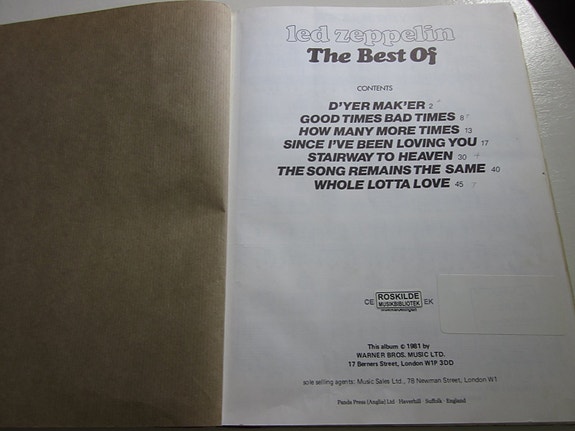 led zeppelin
The Best Of
CONTENTS
D'YER MAK'ER 2
GOOD TIMES BAD TIMES 8
HOW MANY MORE TIMES 13
SINCE I'VE BEEN LOVING YOU 17
STAIRWAY TO HEAVEN 30
THE SONG REMAINS THE SAME 40
WHOLE LOTTA LOVE 45
CE ROSKILDE EK
MUSIKBIBLIOTEK
This album © 1981 by
WARNER BROS. MUSIC LTD.
17 Berners Street, London W1P 3DD
sole selling agents: Music Sales Ltd., 78 Newman Street, London W1
Panda Press (Anglia) Ltd · Haverhill · Suffolk · England